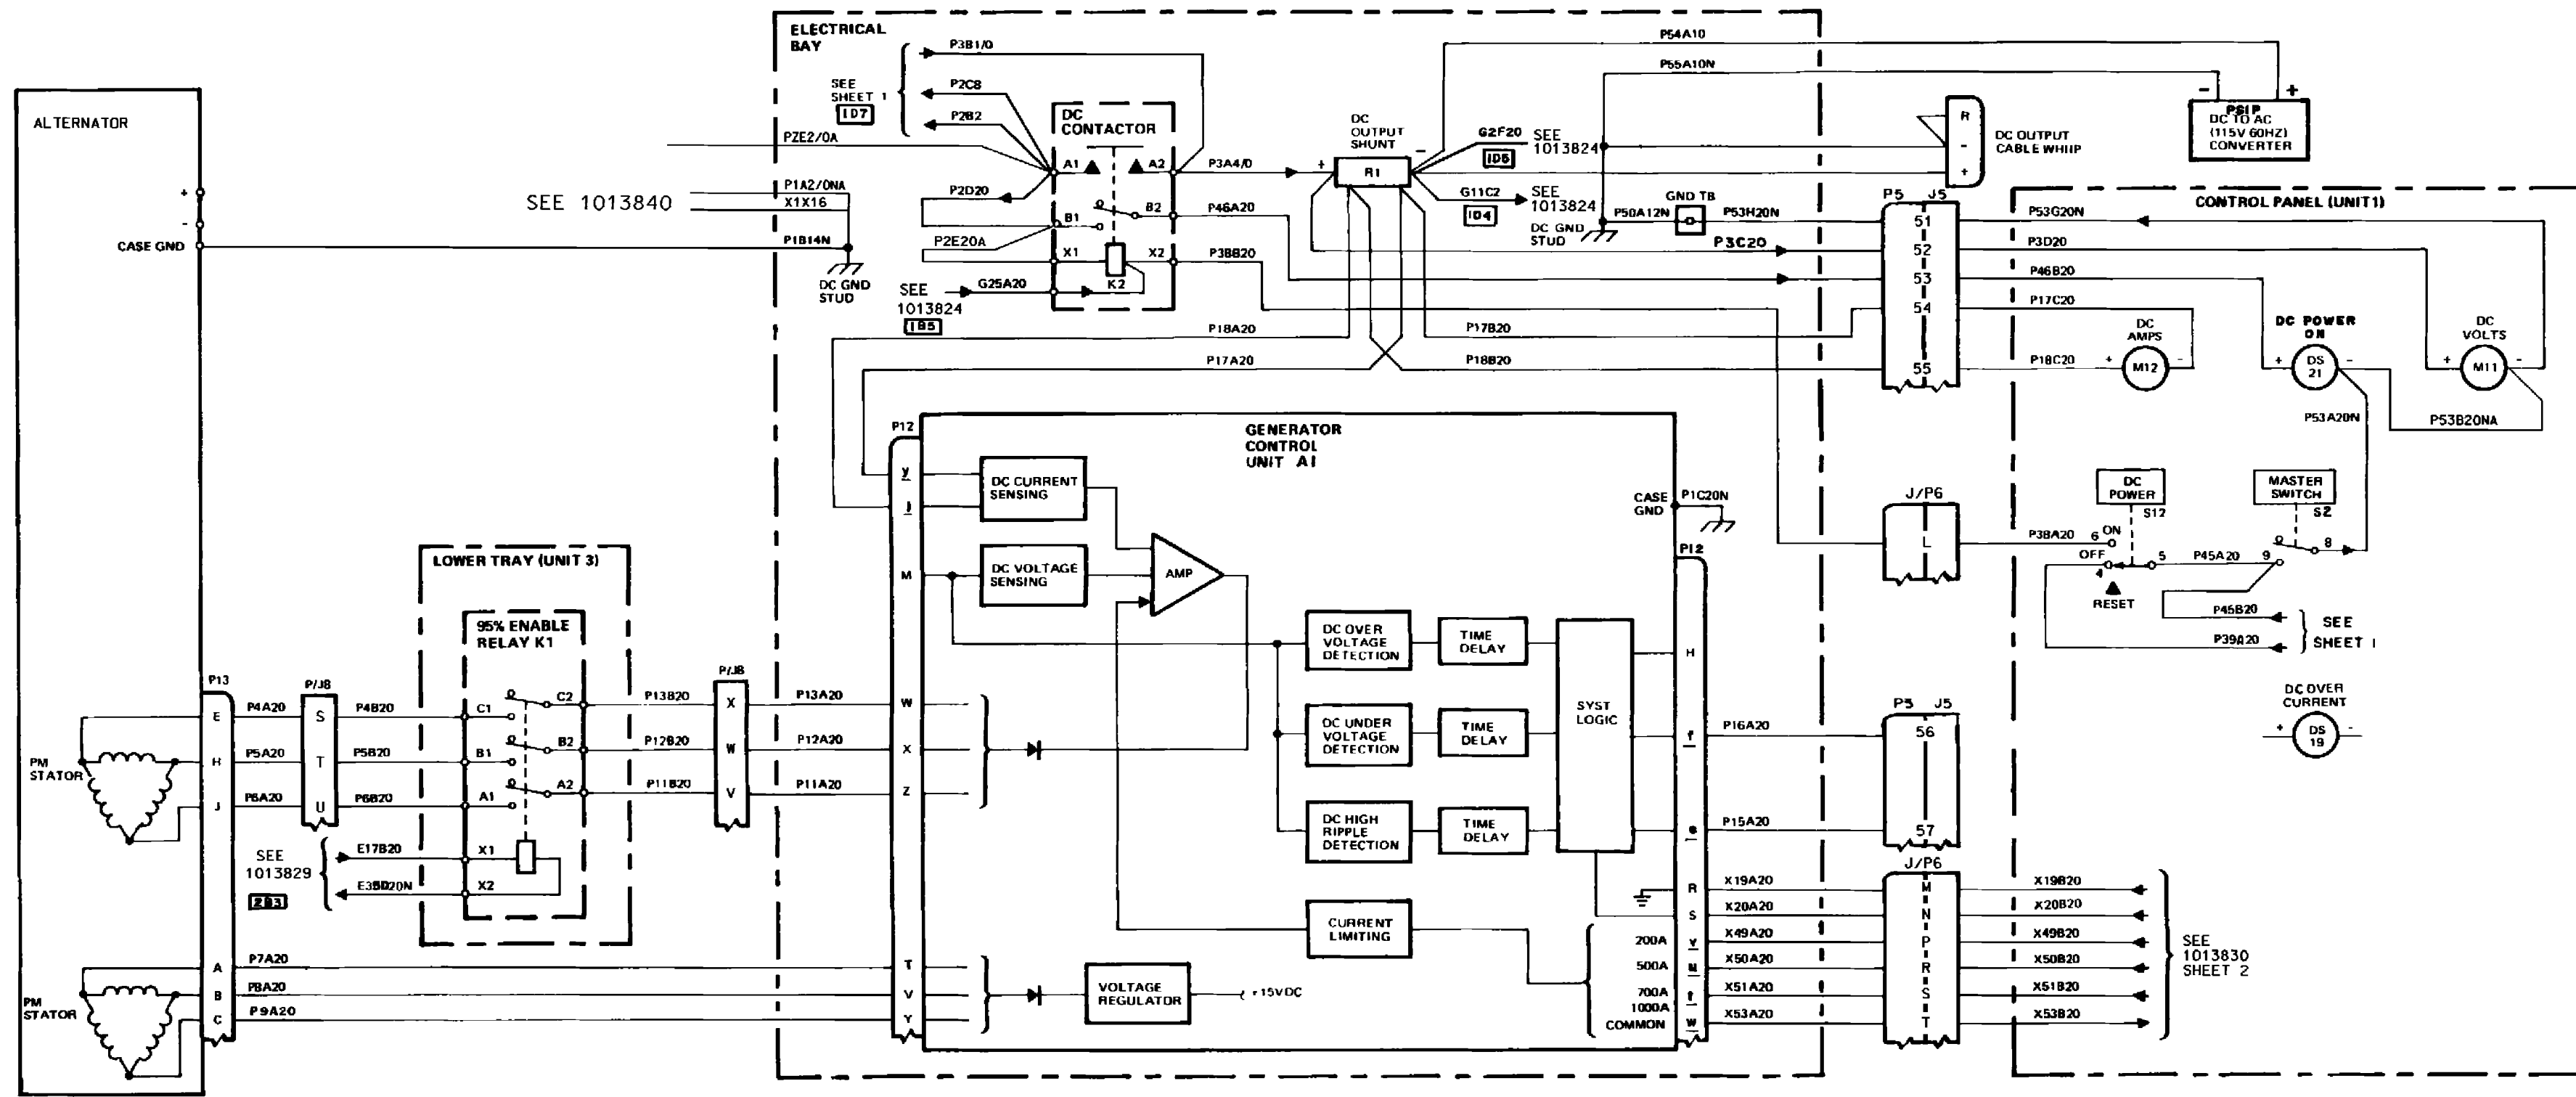 ELECTRICAL
BAY
P3B1/0
SEE
SHEET 1
1D7
P2C8
P2B2
PZE2/0A
DC
CONTACTOR
A1
A2
P3A4/0
P2D20
B1
B2
P46A20
P2E20A
X1
X2
P38B20
K2
SEE
1013824
1B5
G25A20
DC
OUTPUT
SHUNT
+
-
R1
G2F20
SEE
1013824
1D5
G11C2
SEE
1013824
1D4
DC GND
STUD
P54A10
P55A10N
R
-
+
DC OUTPUT
CABLE WHIIP
-
+
PSIP
DC TO AC
(115V 60HZ)
CONVERTER
GND TB
P50A12N
P53H20N
P3C20
ALTERNATOR
+
-
CASE GND
SEE 1013840
P1A2/0NA
X1X16
P1B14N
DC GND
STUD
P18A20
P17A20
P17B20
P18B20
P5
J5
51
52
53
54
55
CONTROL PANEL (UNIT1)
P53G20N
P3D20
P46B20
P17C20
P18C20
DC
AMPS
+
-
M12
DC POWER
ON
+
-
DS
21
DC
VOLTS
+
-
M11
P53A20N
P53B20NA
DC
POWER
S12
MASTER
SWITCH
S2
J/P6
L
P38A20
6
ON
OFF
4
5
RESET
P45A20
9
8
P45B20
P39A20
SEE
SHEET 1
DC OVER
CURRENT
+
-
DS
19
P12
GENERATOR
CONTROL
UNIT A1
y
j
M
W
X
Z
T
V
Y
DC CURRENT
SENSING
DC VOLTAGE
SENSING
AMP
DC OVER
VOLTAGE
DETECTION
TIME
DELAY
DC UNDER
VOLTAGE
DETECTION
TIME
DELAY
DC HIGH
RIPPLE
DETECTION
TIME
DELAY
SYST
LOGIC
CURRENT
LIMITING
VOLTAGE
REGULATOR
+15VDC
CASE
GND
P1C20N
P12
H
f
e
R
S
200A
v
500A
700A
t
1000A
COMMON
W
P16A20
P15A20
X19A20
X20A20
X49A20
X50A20
X51A20
X53A20
P5
J5
56
57
J/P6
M
N
P
R
S
T
X19B20
X20B20
X49B20
X50B20
X51B20
X53B20
SEE
1013830
SHEET 2
LOWER TRAY (UNIT 3)
95% ENABLE
RELAY K1
C1
C2
B1
B2
A1
A2
X1
X2
P13
E
H
J
A
B
C
PM
STATOR
PM
STATOR
P4A20
P5A20
P6A20
P/J8
S
T
U
P4B20
P5B20
P6B20
P13B20
P12B20
P11B20
P/J8
X
W
V
P13A20
P12A20
P11A20
SEE
1013829
2B3
E17B20
P7A20
P8A20
P9A20